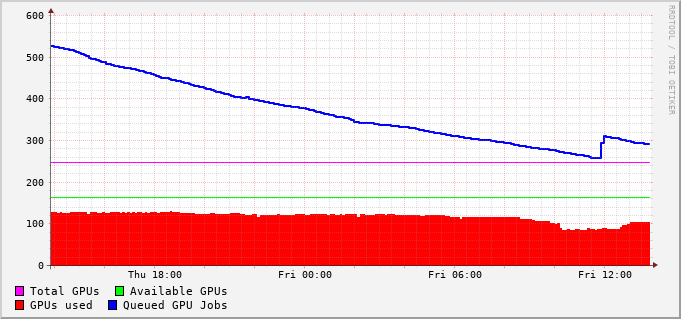 600
500
400
300
200
100
0
Thu 18:00 Fri 00:00 Fri 06:00 Fri 12:00
Total GPUs Available GPUs
GPUs used Queued GPU Jobs
RRDTOOL / TOBI OETIKER